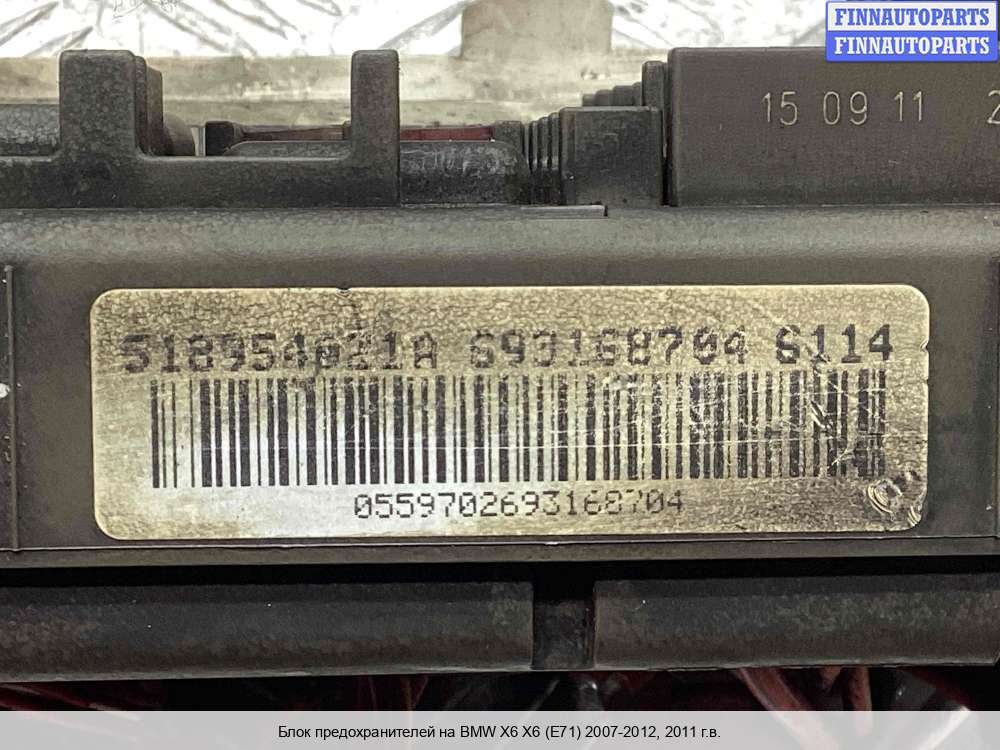 FINNAUTOPARTS
FINNAUTOPARTS
15 09 11 2
518954021A 693168704 6114
0559702693168704
Блок предохранителей на BMW X6 X6 (E71) 2007-2012, 2011 г.в.